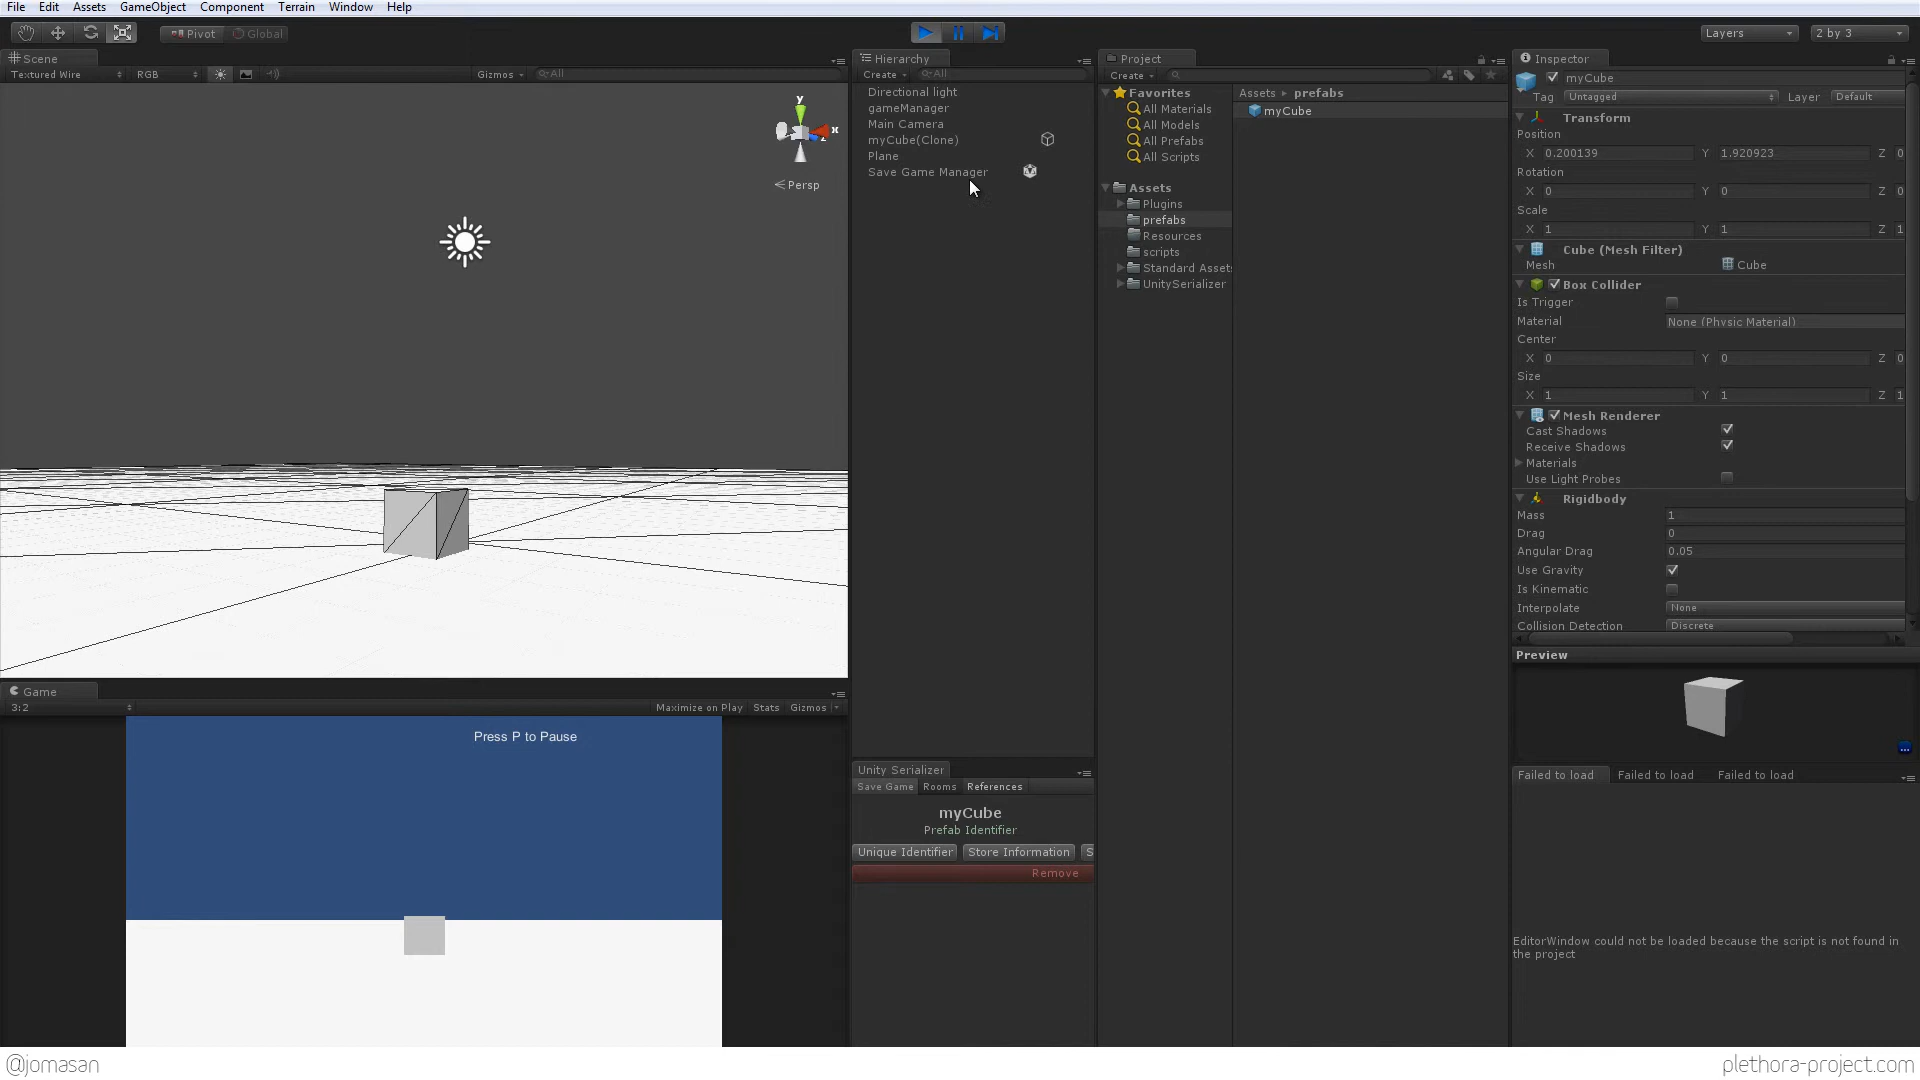 File Edit Assets GameObject Component Terrain Window Help
Pivot Global
Layers 2 by 3
Scene
Textured Wire RGB Gizmos All
y
x
z
Persp
Hierarchy
Create All
Directional light
gameManager
Main Camera
myCube(Clone)
Plane
Save Game Manager
Project
Create
Favorites
All Materials
All Models
All Prefabs
All Scripts
Assets
Plugins
prefabs
Resources
scripts
Standard Asset
UnitySerializer
Assets prefabs
myCube
Inspector
myCube
Tag Untagged Layer Default
Transform
Position
X 0.200139 Y 1.920923 Z 0
Rotation
X 0 Y 0 Z 0
Scale
X 1 Y 1 Z 1
Cube (Mesh Filter)
Mesh Cube
Box Collider
Is Trigger
Material None (Physic Material)
Center
X 0 Y 0 Z 0
Size
X 1 Y 1 Z 1
Mesh Renderer
Cast Shadows
Receive Shadows
Materials
Use Light Probes
Rigidbody
Mass 1
Drag 0
Angular Drag 0.05
Use Gravity
Is Kinematic
Interpolate None
Collision Detection Discrete
Preview
Failed to load Failed to load Failed to load
EditorWindow could not be loaded because the script is not found in
the project
Game
3:2 Maximize on Play Stats Gizmos
Press P to Pause
Unity Serializer
Save Game Rooms References
myCube
Prefab Identifier
Unique Identifier Store Information S
Remove
@jomasan
plethora-project.com